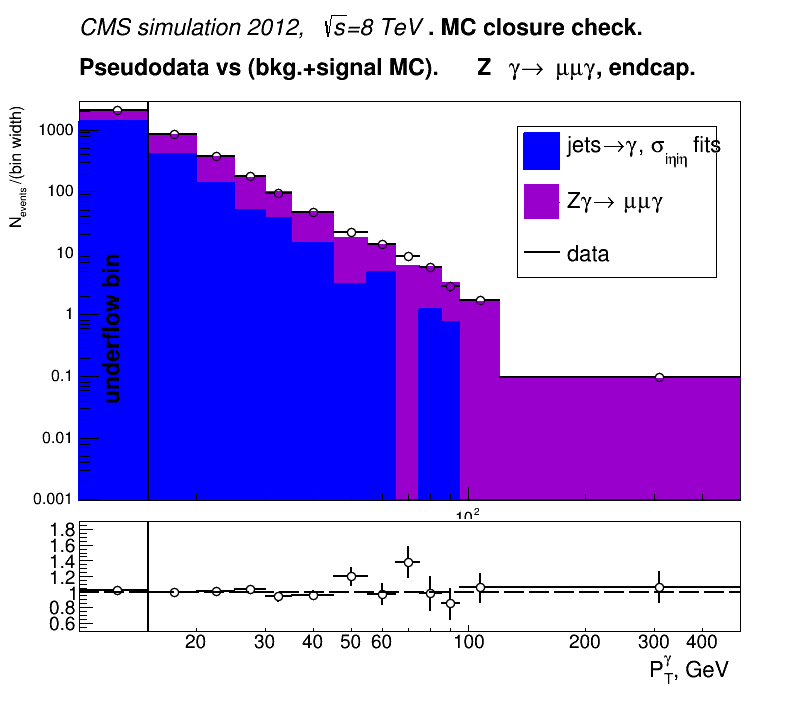 CMS simulation 2012, √s=8 TeV . MC closure check.
Pseudodata vs (bkg.+signal MC). Z γ→ μμγ, endcap.
N_events /(bin width)
1000
100
10
1
0.1
0.01
0.001
underflow bin
jets→γ, σ_iηiη fits
Zγ→ μμγ
data
10²
1.8
1.6
1.4
1.2
1
0.8
0.6
20 30 40 50 60 100 200 300 400
P_T^γ, GeV